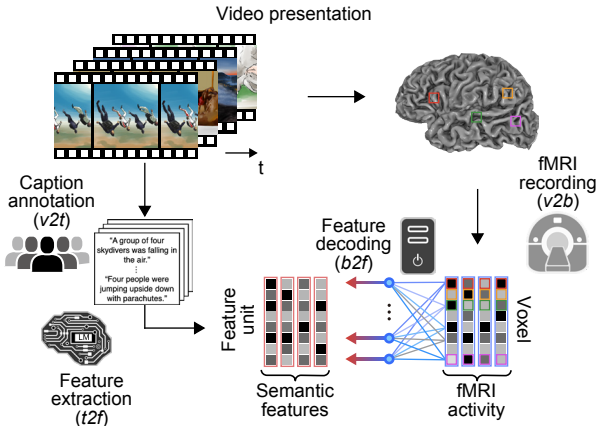 Video presentation
t
Caption
annotation
(v2t)
"A group of four
skydivers was falling in
the air."
⋮
"Four people were
jumping upside down
with parachutes."
LM
Feature
extraction
(t2f)
fMRI
recording
(v2b)
Feature
decoding
(b2f)
Feature
unit
...
Voxel
Semantic
features
fMRI
activity